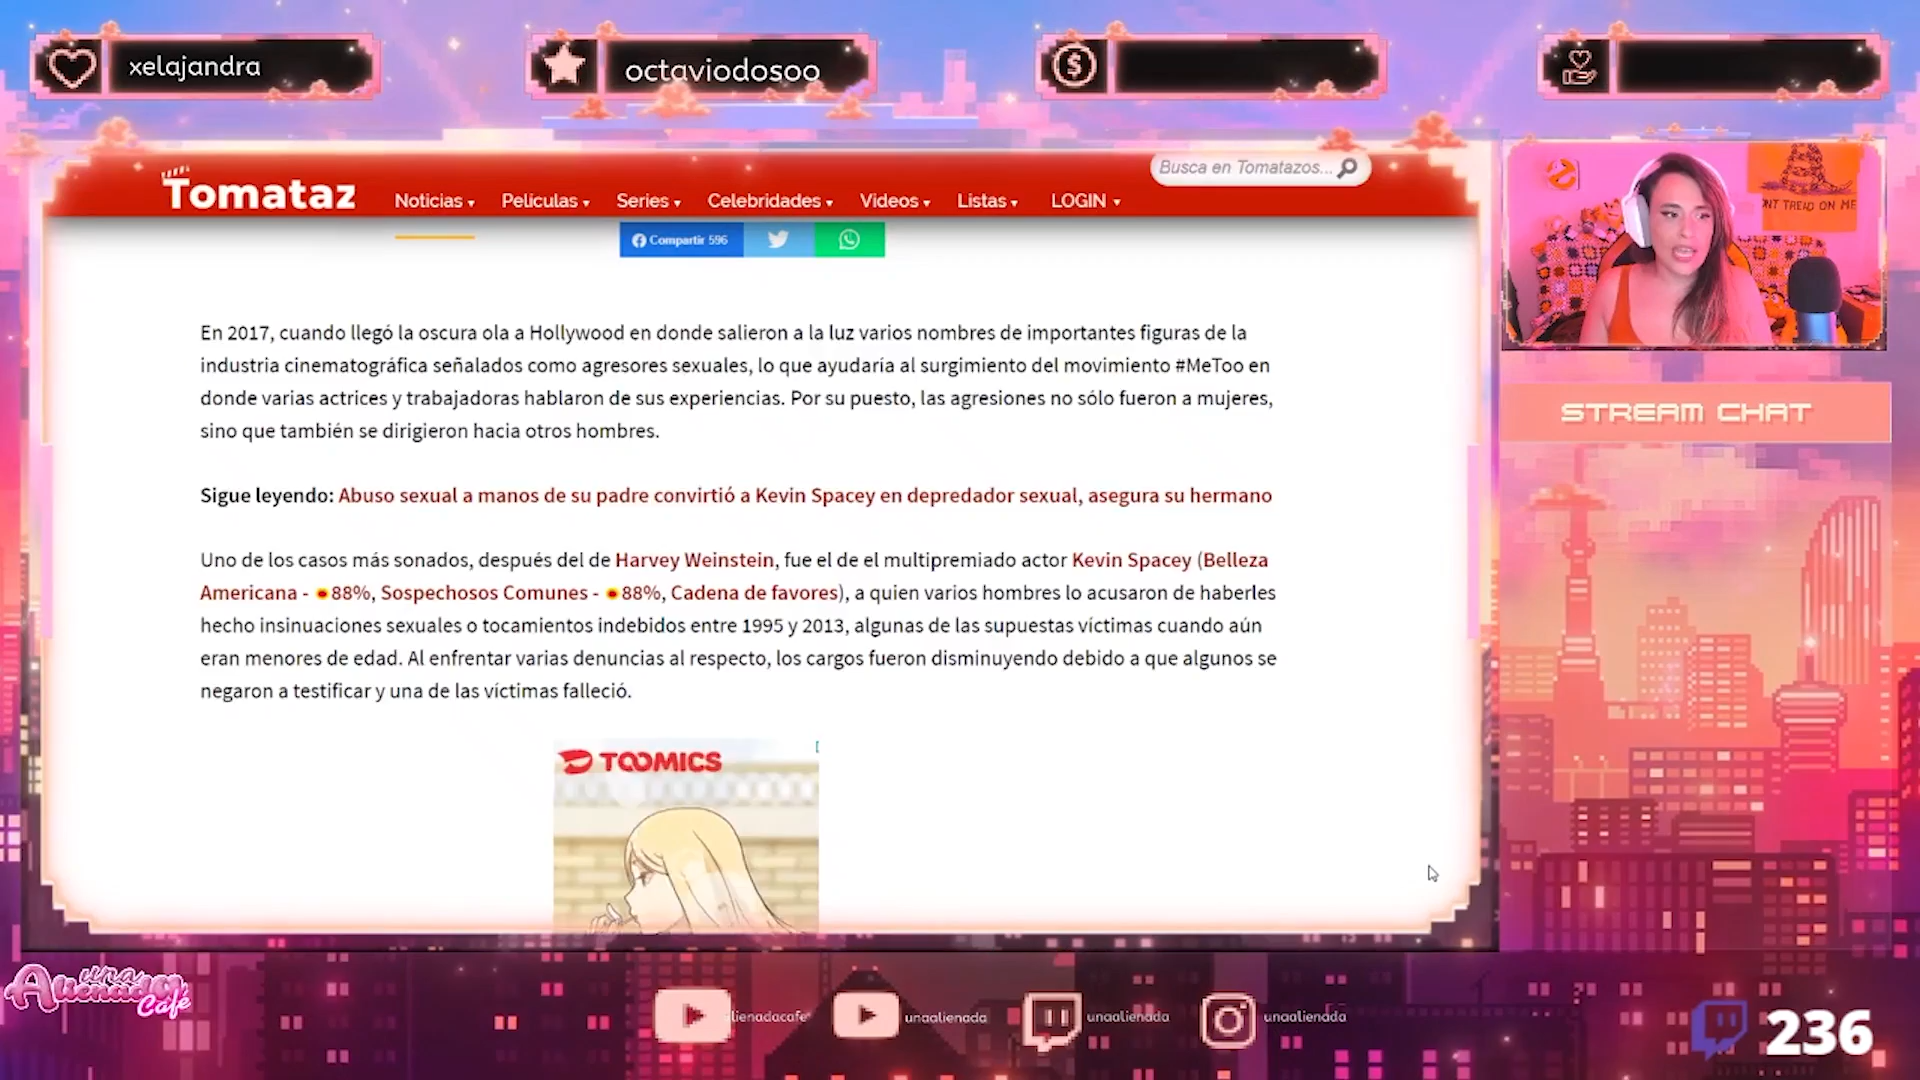 xelajandra
octaviodosoo
Tomataz
Noticias
Películas
Series
Celebridades
Videos
Listas
LOGIN
Busca en Tomatazos...
DONT TREAD ON ME
Compartir 596
En 2017, cuando llegó la oscura ola a Hollywood en donde salieron a la luz varios nombres de importantes figuras de la
industria cinematográfica señalados como agresores sexuales, lo que ayudaría al surgimiento del movimiento #MeToo en
donde varias actrices y trabajadoras hablaron de sus experiencias. Por su puesto, las agresiones no sólo fueron a mujeres,
sino que también se dirigieron hacia otros hombres.
Sigue leyendo: Abuso sexual a manos de su padre convirtió a Kevin Spacey en depredador sexual, asegura su hermano
Uno de los casos más sonados, después del de Harvey Weinstein, fue el de el multipremiado actor Kevin Spacey (Belleza
Americana - 88%, Sospechosos Comunes - 88%, Cadena de favores), a quien varios hombres lo acusaron de haberles
hecho insinuaciones sexuales o tocamientos indebidos entre 1995 y 2013, algunas de las supuestas víctimas cuando aún
eran menores de edad. Al enfrentar varias denuncias al respecto, los cargos fueron disminuyendo debido a que algunos se
negaron a testificar y una de las víctimas falleció.
TOOMICS
STREAM CHAT
una
Alienada
Café
lienadacafe
unaalienada
unaalienada
unaalienada
236